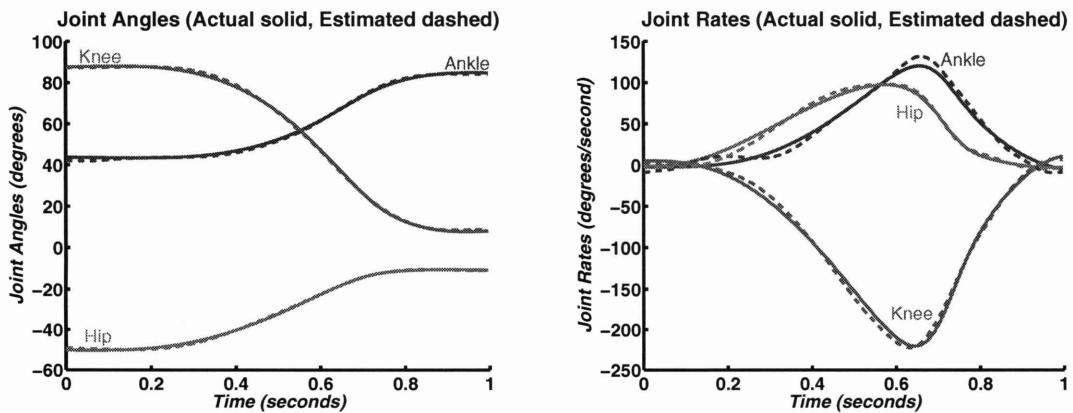 Joint Angles (Actual solid, Estimated dashed)
Joint Angles (degrees)
100
80
60
40
20
0
−20
−40
−60
Knee
Ankle
Hip
0
0.2
0.4
0.6
0.8
1
Time (seconds)
Joint Rates (Actual solid, Estimated dashed)
Joint Rates (degrees/second)
150
100
50
0
−50
−100
−150
−200
−250
Ankle
Hip
Knee
0
0.2
0.4
0.6
0.8
1
Time (seconds)